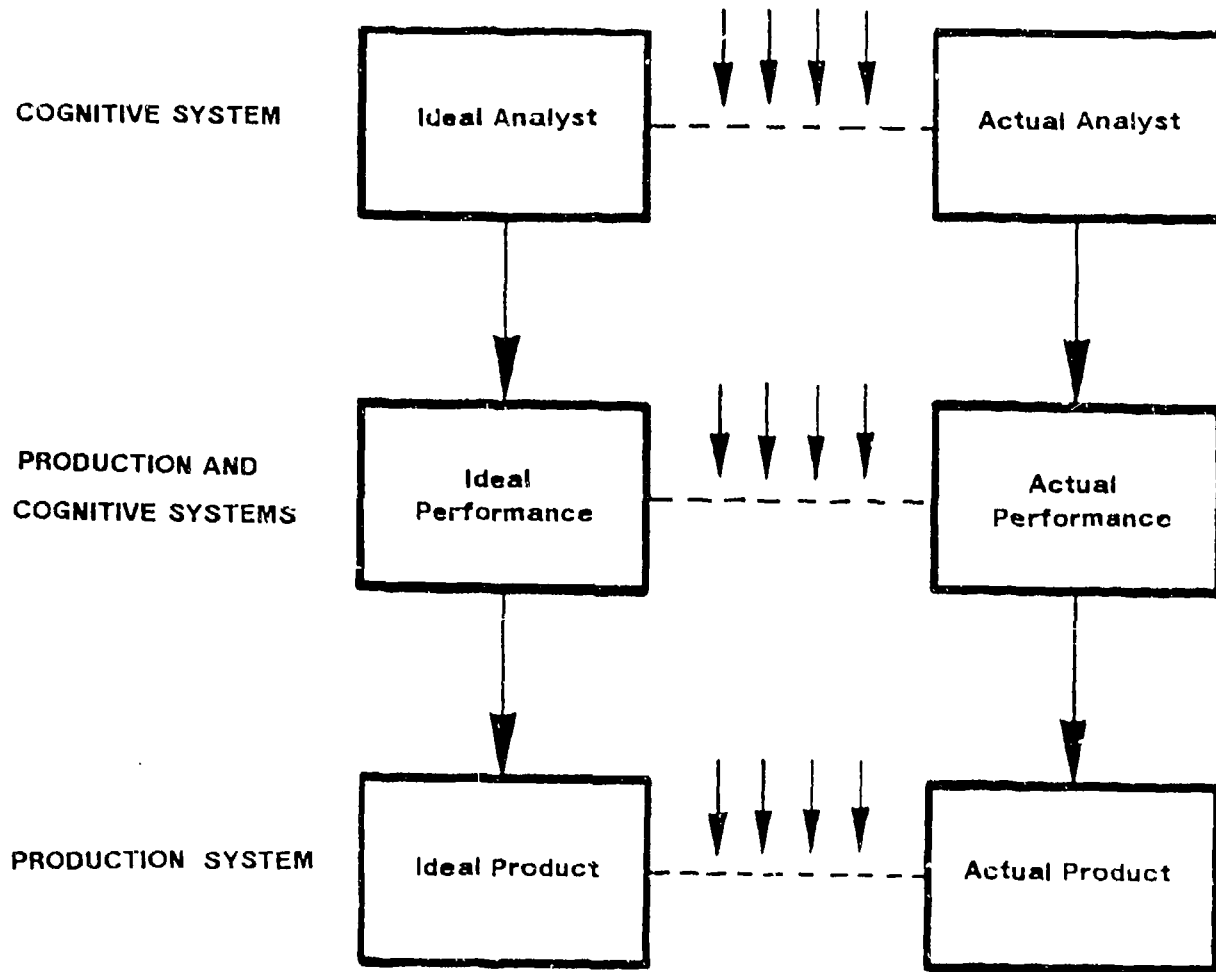 COGNITIVE SYSTEM
Ideal Analyst
Actual Analyst
PRODUCTION AND
COGNITIVE SYSTEMS
Ideal
Performance
Actual
Performance
PRODUCTION SYSTEM
Ideal Product
Actual Product